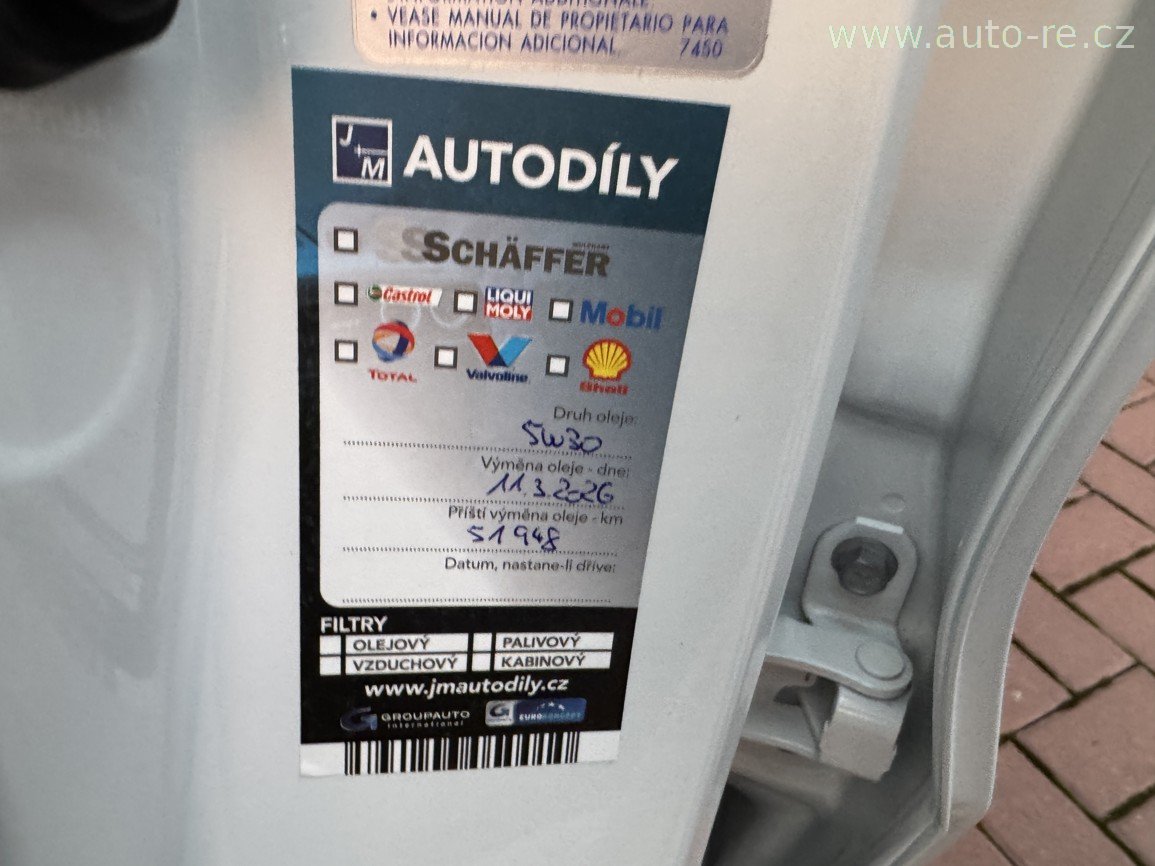 www.auto-re.cz
• VEASE MANUAL DE PROPIETARIO PARA
INFORMACION ADICIONAL. 7450
J+M AUTODÍLY
SCHÄFFER
Castrol LIQUI MOLY Mobil
TOTAL Valvoline Shell
Druh oleje:
5W30
Výměna oleje - dne:
11.3.2026
Příští výměna oleje - km
51948
Datum, nastane-li dříve:
FILTRY
OLEJOVÝ PALIVOVÝ
VZDUCHOVÝ KABINOVÝ
www.jmautodily.cz
GROUPAUTO
International